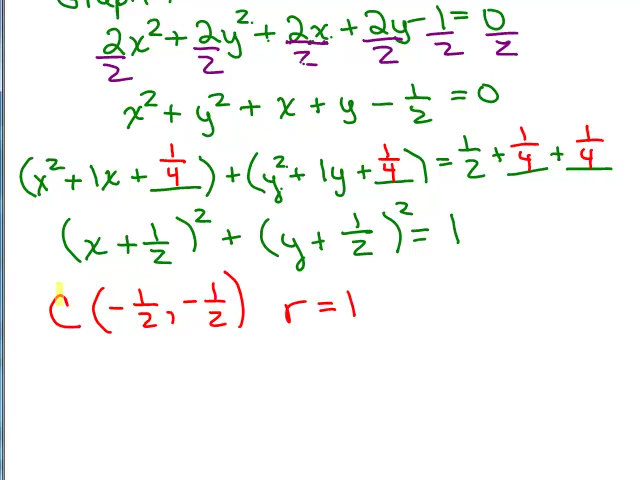 Graph
2x²/2 + 2y²/2 + 2x/2 + 2y/2 - 1/2 = 0/2
x² + y² + x + y - 1/2 = 0
(x² + 1x + 1/4) + (y² + 1y + 1/4) = 1/2 + 1/4 + 1/4
(x + 1/2)² + (y + 1/2)² = 1
C (-1/2, -1/2) r = 1